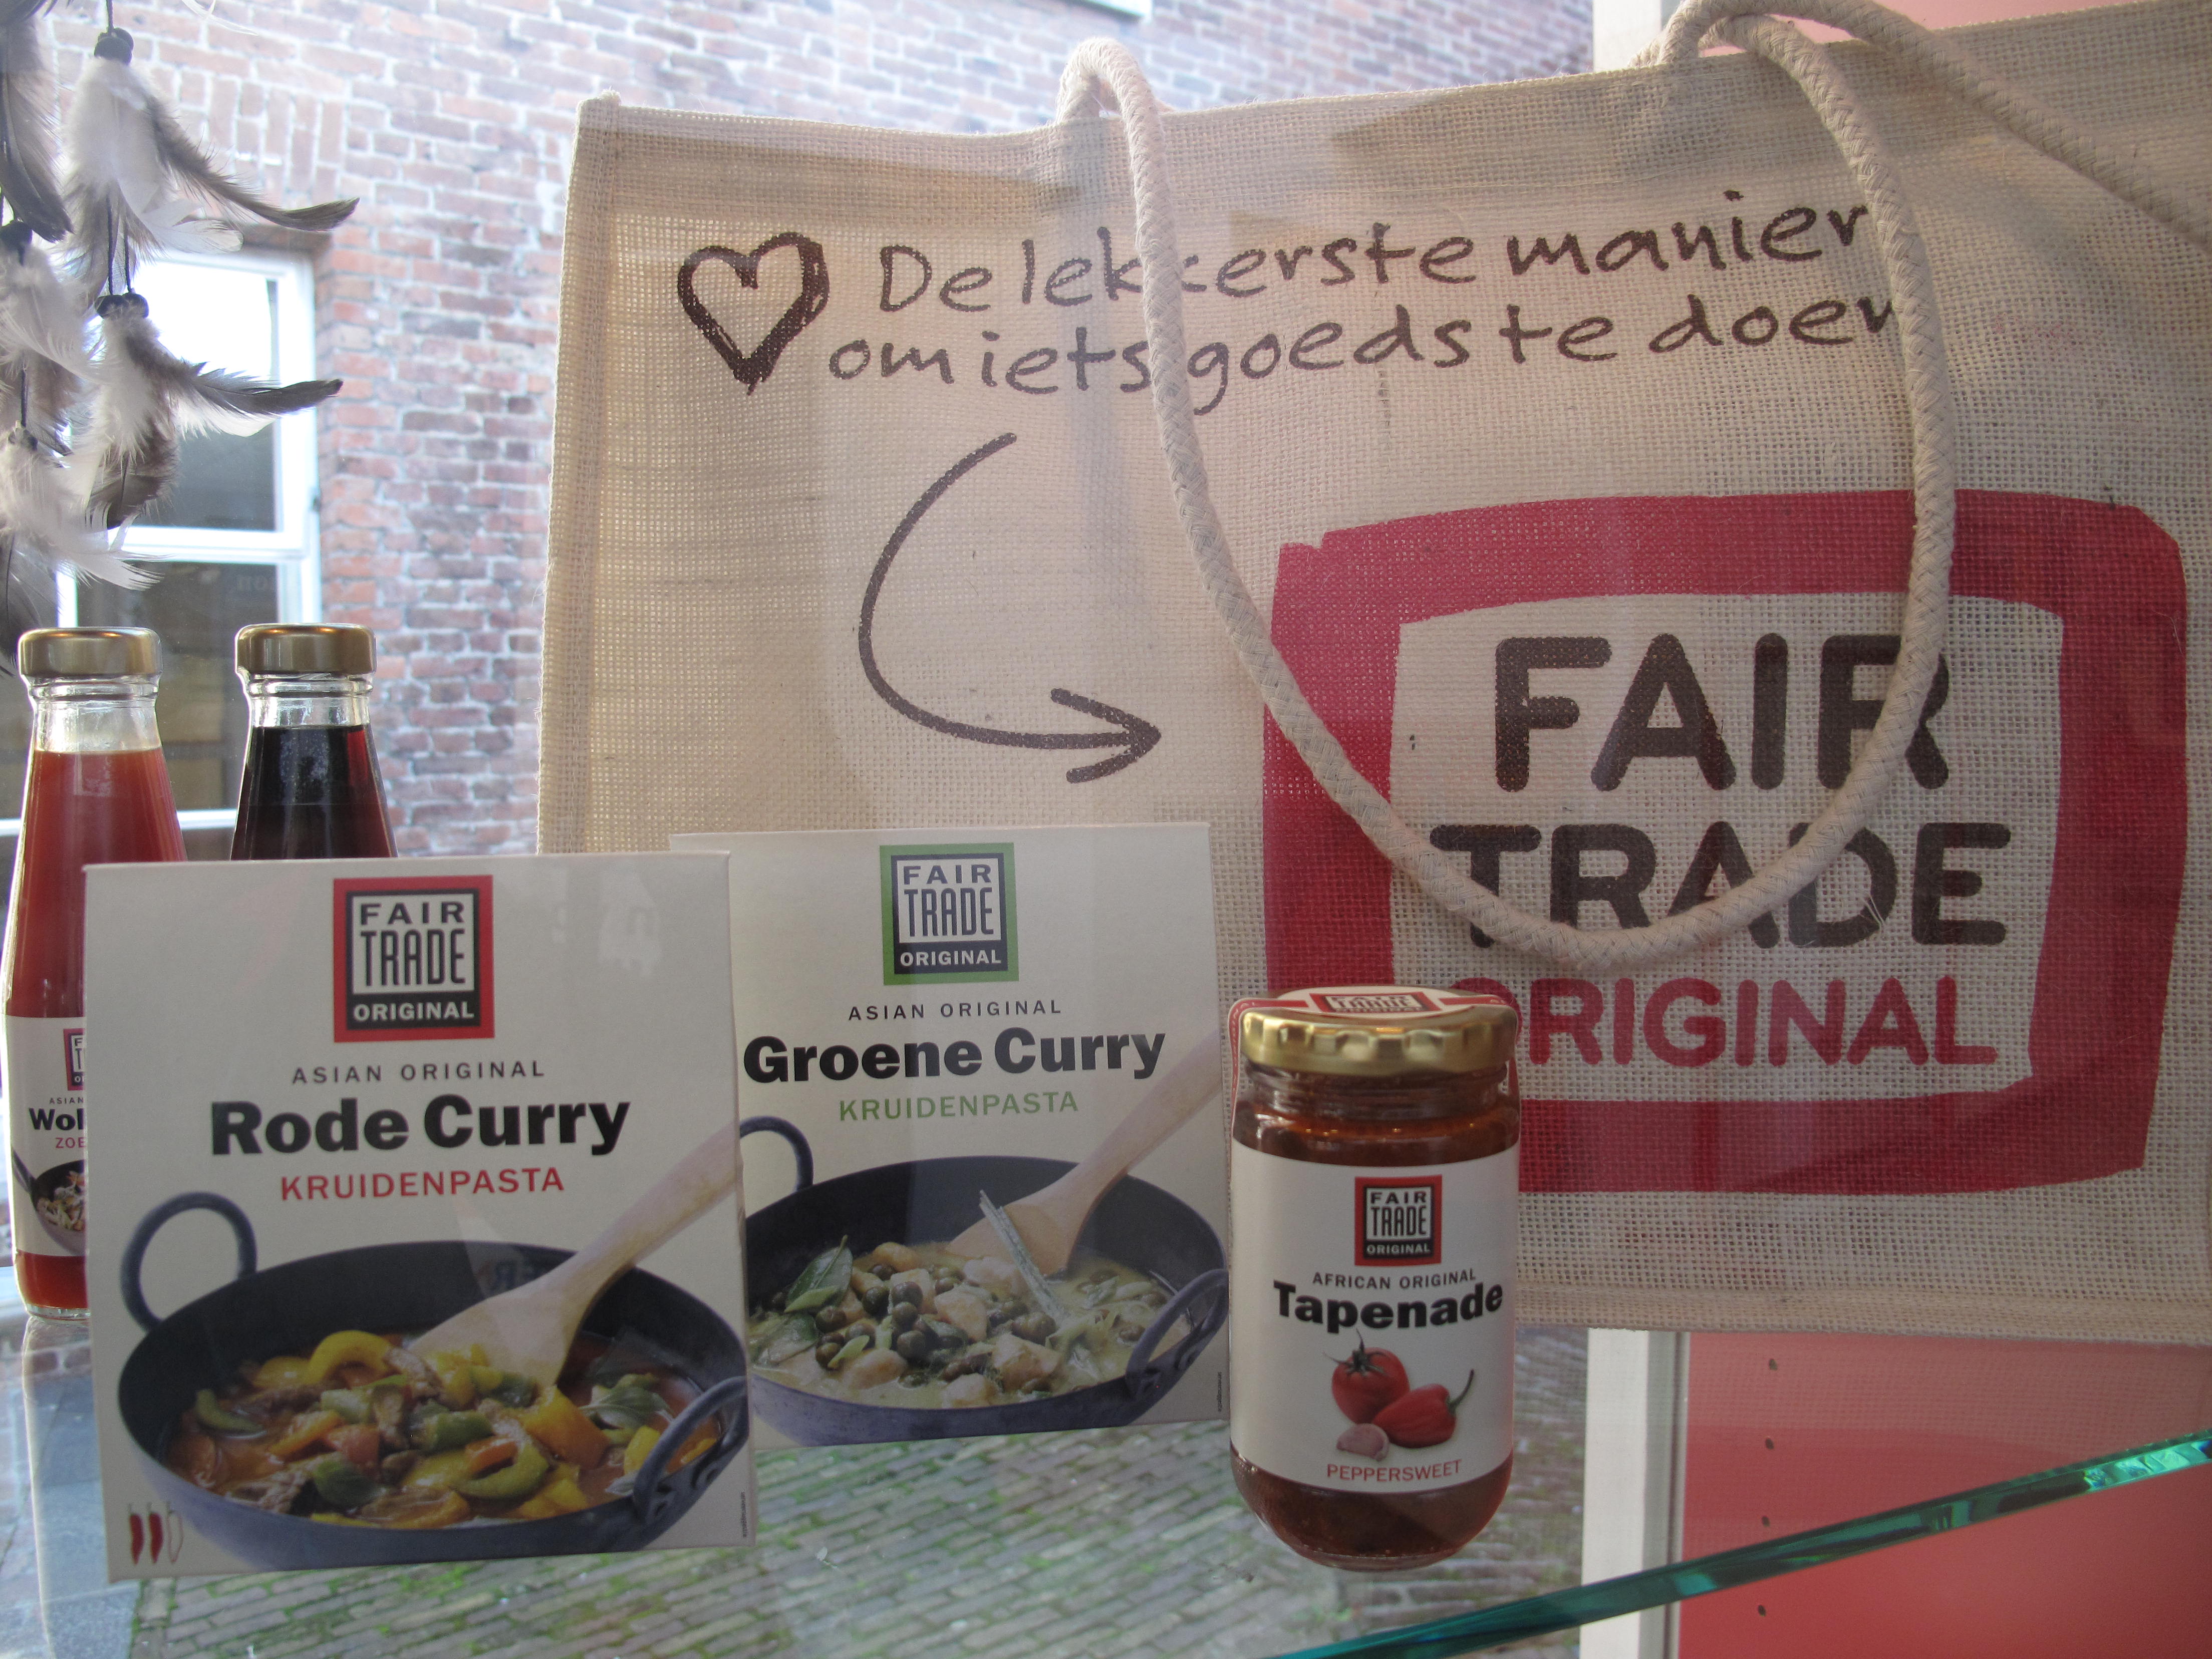 De lekkerste manier
om iets goeds te doen
FAIR
TRADE
ORIGINAL
FAIR
TRADE
ORIGINAL
ASIAN ORIGINAL
Rode Curry
KRUIDENPASTA
FAIR
TRADE
ORIGINAL
ASIAN ORIGINAL
Groene Curry
KRUIDENPASTA
FAIR
TRADE
ORIGINAL
AFRICAN ORIGINAL
Tapenade
PEPPERSWEET
ASIAN